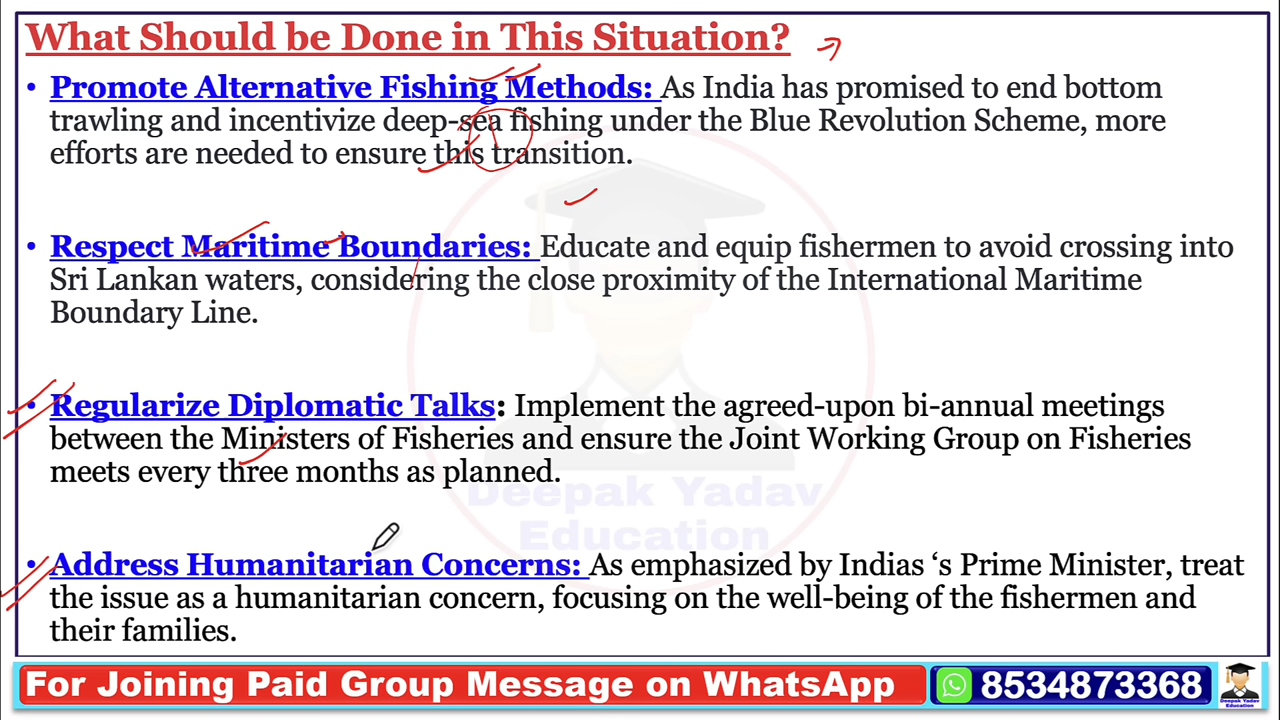 What Should be Done in This Situation?
• Promote Alternative Fishing Methods: As India has promised to end bottom
trawling and incentivize deep-sea fishing under the Blue Revolution Scheme, more
efforts are needed to ensure this transition.
• Respect Maritime Boundaries: Educate and equip fishermen to avoid crossing into
Sri Lankan waters, considering the close proximity of the International Maritime
Boundary Line.
• Regularize Diplomatic Talks: Implement the agreed-upon bi-annual meetings
between the Ministers of Fisheries and ensure the Joint Working Group on Fisheries
meets every three months as planned.
Deepak Yadav
Education
• Address Humanitarian Concerns: As emphasized by Indias ‘s Prime Minister, treat
the issue as a humanitarian concern, focusing on the well-being of the fishermen and
their families.
For Joining Paid Group Message on WhatsApp 8534873368
Deepak Yadav
Education